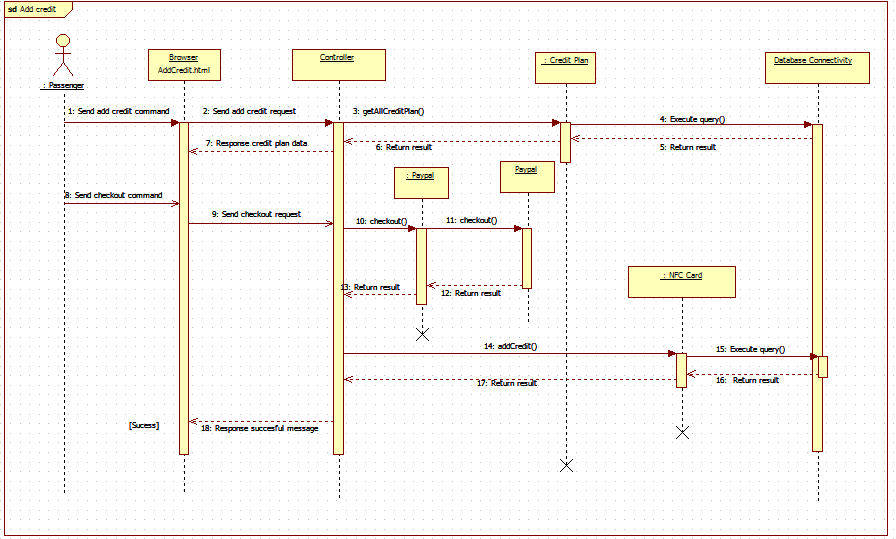 sd Add credit
Browser
AddCredit.html
Controller
: Credit Plan
Database Connectivity
: Passenger
1: Send add credit command
2: Send add credit request
3: getAllCreditPlan()
4: Execute query()
5: Return result
6: Return result
7: Response credit plan data
: Paypal
Paypal
8: Send checkout command
9: Send checkout request
10: checkout()
11: checkout()
: NFC Card
12: Return result
13: Return result
14: addCredit()
15: Execute query()
16: Return result
17: Return result
[Sucess]
18: Response succesful message